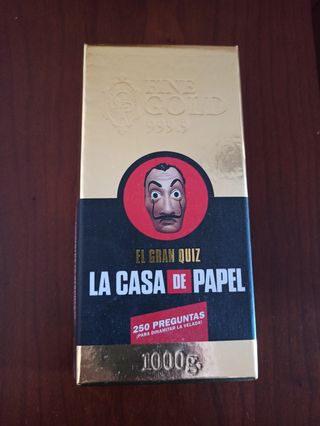 FINE
GOLD
999.9
EL GRAN QUIZ
LA CASA DE PAPEL
250 PREGUNTAS
¡PARA DINAMITAR LA VELADA!
1000g.